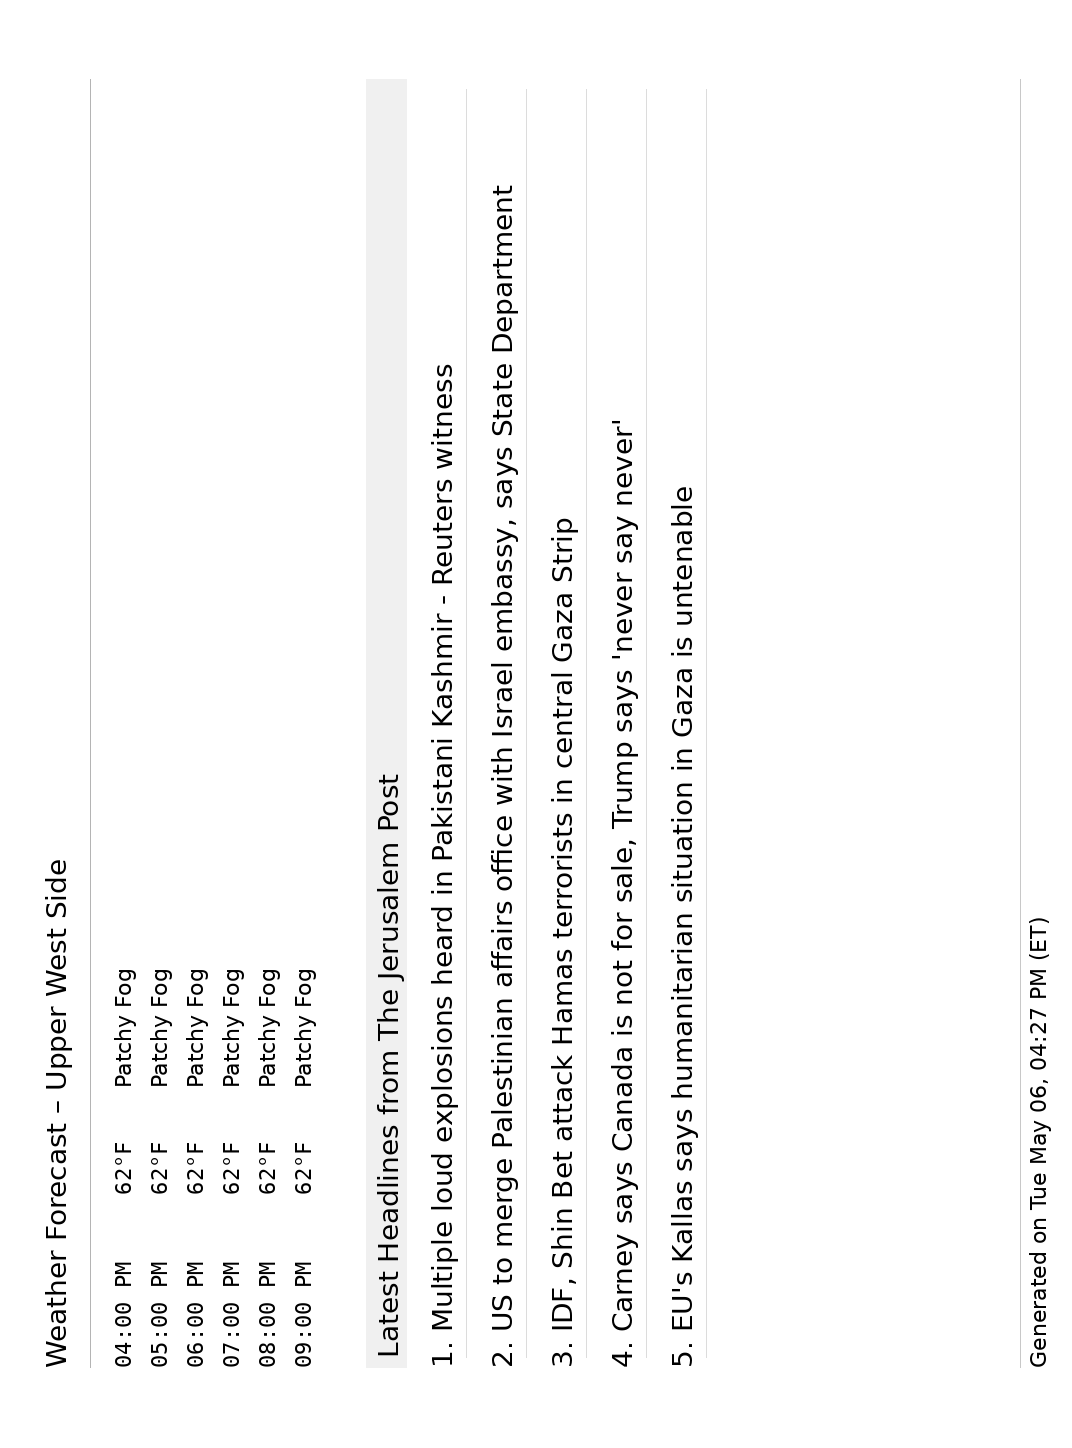 Weather Forecast – Upper West Side
04:00 PM 62°F Patchy Fog
05:00 PM 62°F Patchy Fog
06:00 PM 62°F Patchy Fog
07:00 PM 62°F Patchy Fog
08:00 PM 62°F Patchy Fog
09:00 PM 62°F Patchy Fog
Latest Headlines from The Jerusalem Post
1. Multiple loud explosions heard in Pakistani Kashmir - Reuters witness
2. US to merge Palestinian affairs office with Israel embassy, says State Department
3. IDF, Shin Bet attack Hamas terrorists in central Gaza Strip
4. Carney says Canada is not for sale, Trump says 'never say never'
5. EU's Kallas says humanitarian situation in Gaza is untenable
Generated on Tue May 06, 04:27 PM (ET)